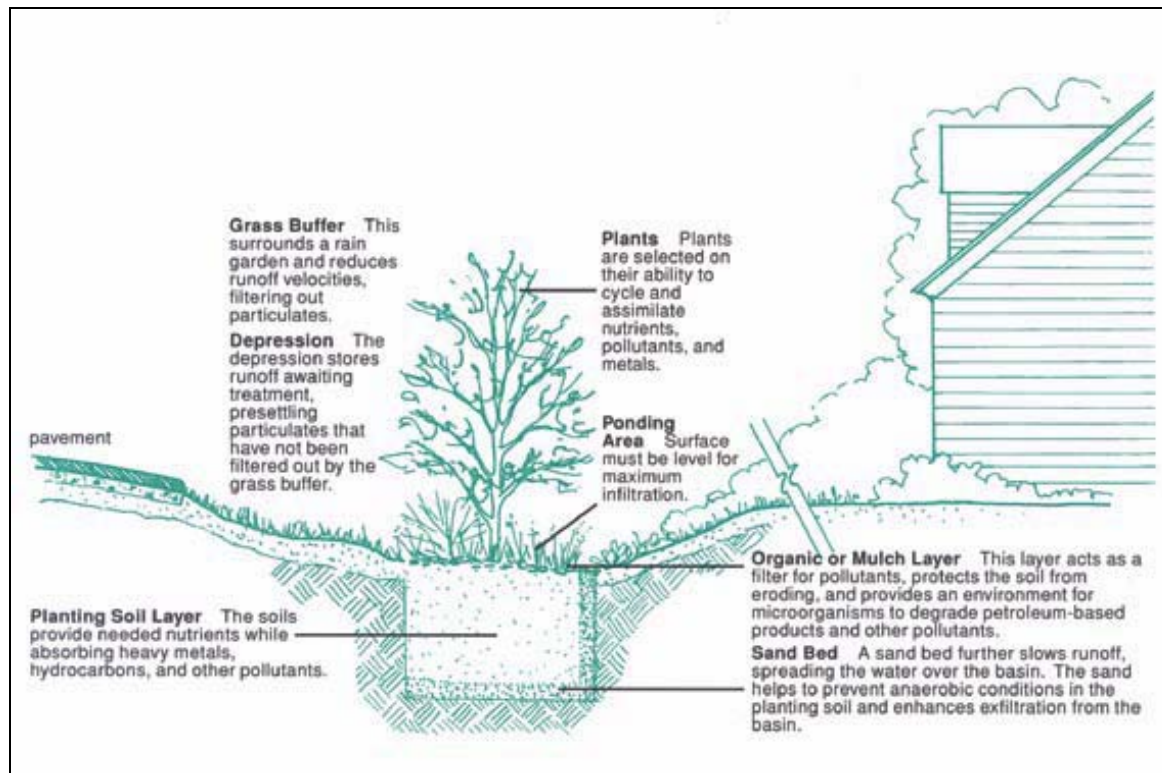 Grass Buffer This
surrounds a rain
garden and reduces
runoff velocities,
filtering out
particulates.
Depression The
depression stores
runoff awaiting
treatment,
presettling
particulates that
have not been
filtered out by the
grass buffer.
Plants Plants
are selected on
their ability to
cycle and
assimilate
nutrients,
pollutants, and
metals.
Ponding
Area Surface
must be level for
maximum
infiltration.
pavement
Planting Soil Layer The soils
provide needed nutrients while
absorbing heavy metals,
hydrocarbons, and other pollutants.
Organic or Mulch Layer This layer acts as a
filter for pollutants, protects the soil from
eroding, and provides an environment for
microorganisms to degrade petroleum-based
products and other pollutants.
Sand Bed A sand bed further slows runoff,
spreading the water over the basin. The sand
helps to prevent anaerobic conditions in the
planting soil and enhances exfiltration from the
basin.